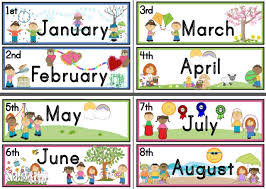 1st
January
2nd
February
3rd
March
4th
April
5th
May
6th
June
7th
July
8th
August